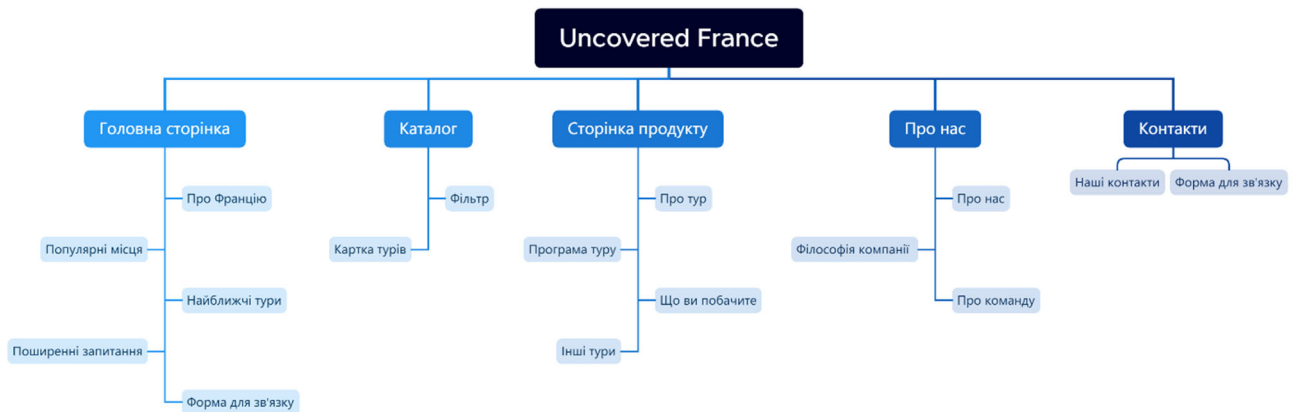 Uncovered France
Головна сторінка
Каталог
Сторінка продукту
Про нас
Контакти
Про Францію
Популярні місця
Найближчі тури
Поширенні запитання
Форма для зв'язку
Фільтр
Картка турів
Про тур
Програма туру
Що ви побачите
Інші тури
Про нас
Філософія компанії
Про команду
Наші контакти
Форма для зв'язку